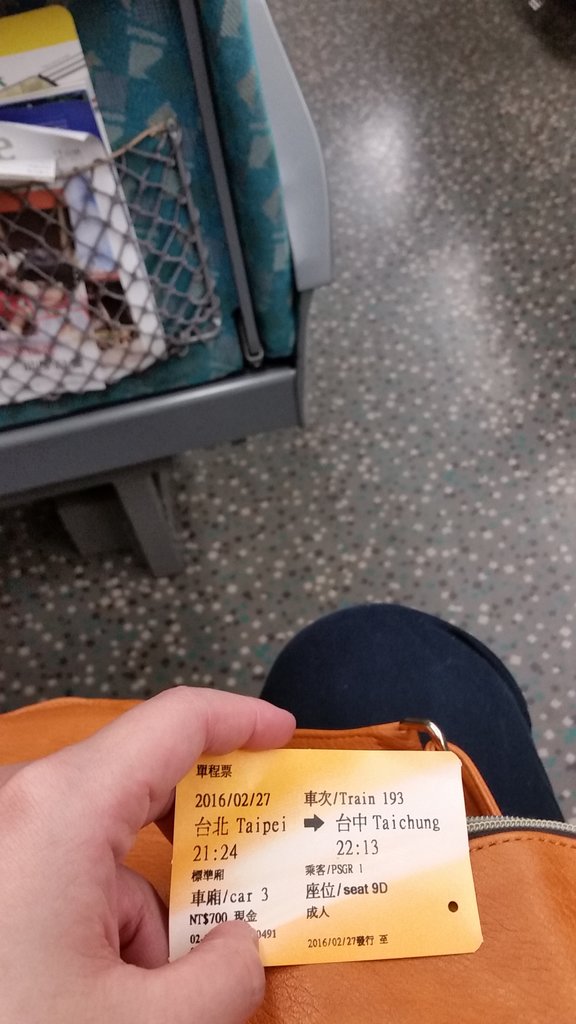 e
單程票
2016/02/27 車次/Train 193
台北 Taipei ➡ 台中 Taichung
21:24 22:13
標準廂 乘客/PSGR 1
車廂/car 3 座位/seat 9D
NT$700 現金 成人
02- 0491 2016/02/27發行